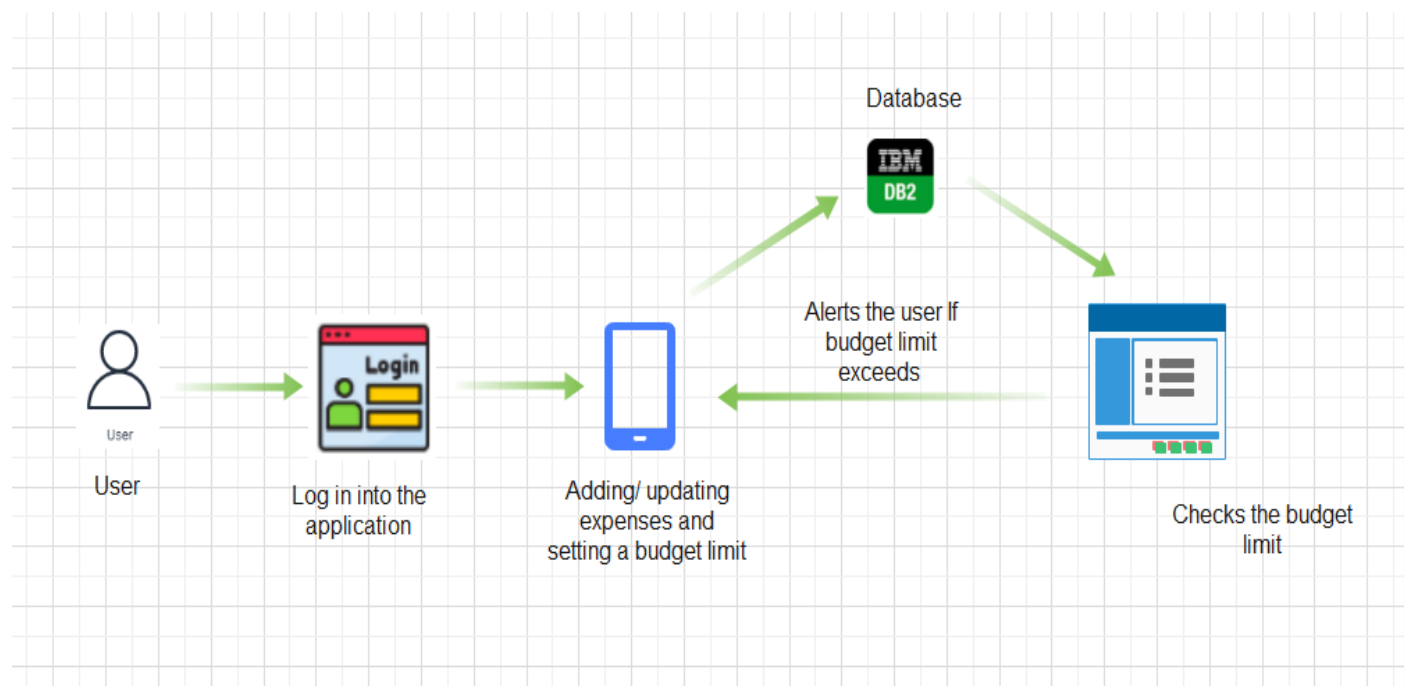 Database
IBM
DB2
Alerts the user If
budget limit
exceeds
Login
User
User
Log in into the
application
Adding/ updating
expenses and
setting a budget limit
Checks the budget
limit